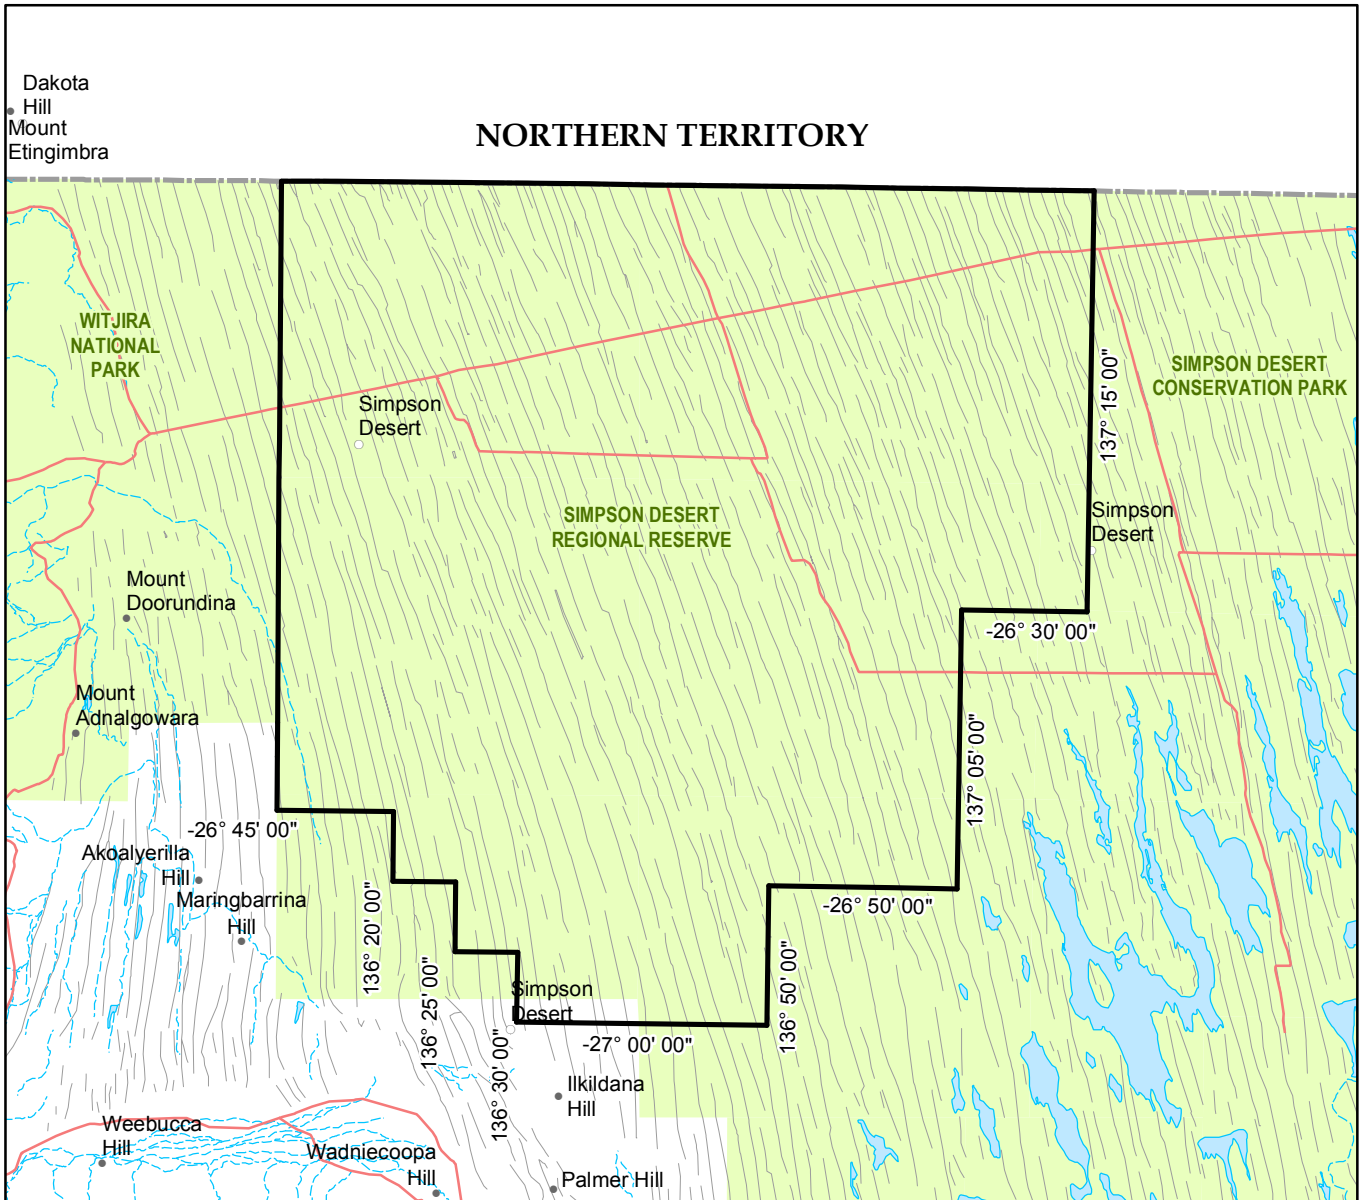 Dakota
Hill
Mount
Etingimbra
NORTHERN TERRITORY
WITJIRA
NATIONAL
PARK
SIMPSON DESERT
CONSERVATION PARK
137° 15' 00"
Simpson
Desert
SIMPSON DESERT
REGIONAL RESERVE
Simpson
Desert
Mount
Doorundina
-26° 30' 00"
Mount
Adnalgowara
137° 05' 00"
-26° 45' 00"
Akoalyerilla
Hill
Maringbarrina
Hill
-26° 50' 00"
136° 20' 00"
136° 25' 00"
136° 30' 00"
Simpson
Desert
136° 50' 00"
-27° 00' 00"
Ilkildana
Hill
Weebucca
Hill
Wadniecoopa
Hill
Palmer Hill